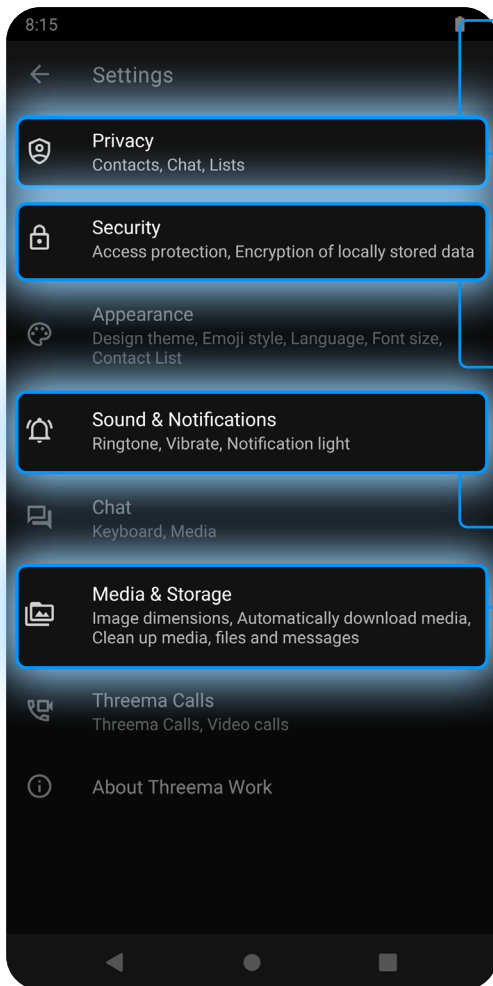 8:15
Settings
Privacy
Contacts, Chat, Lists
Security
Access protection, Encryption of locally stored data
Appearance
Design theme, Emoji style, Language, Font size,
Contact List
Sound & Notifications
Ringtone, Vibrate, Notification light
Chat
Keyboard, Media
Media & Storage
Image dimensions, Automatically download media,
Clean up media, files and messages
Threema Calls
Threema Calls, Video calls
About Threema Work